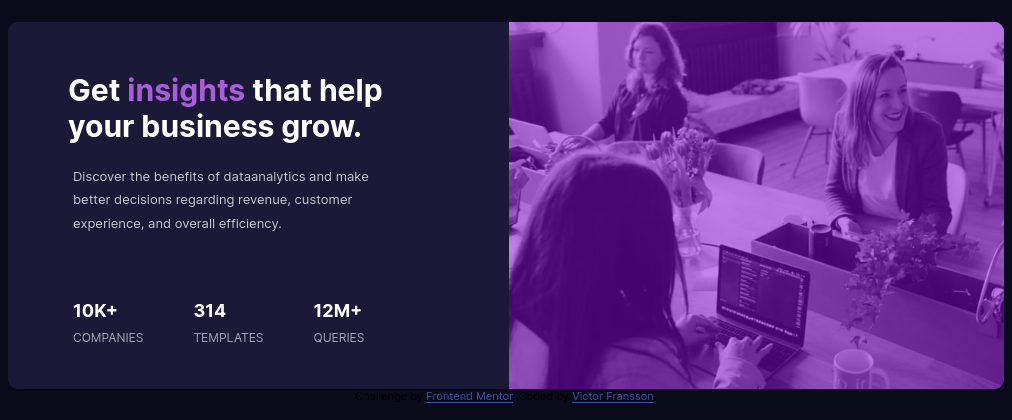 Get insights that help
your business grow.
Discover the benefits of dataanalytics and make
better decisions regarding revenue, customer
experience, and overall efficiency.
10K+ 314 12M+
COMPANIES TEMPLATES QUERIES
Challenge by Frontend Mentor. Coded by Victor Fransson